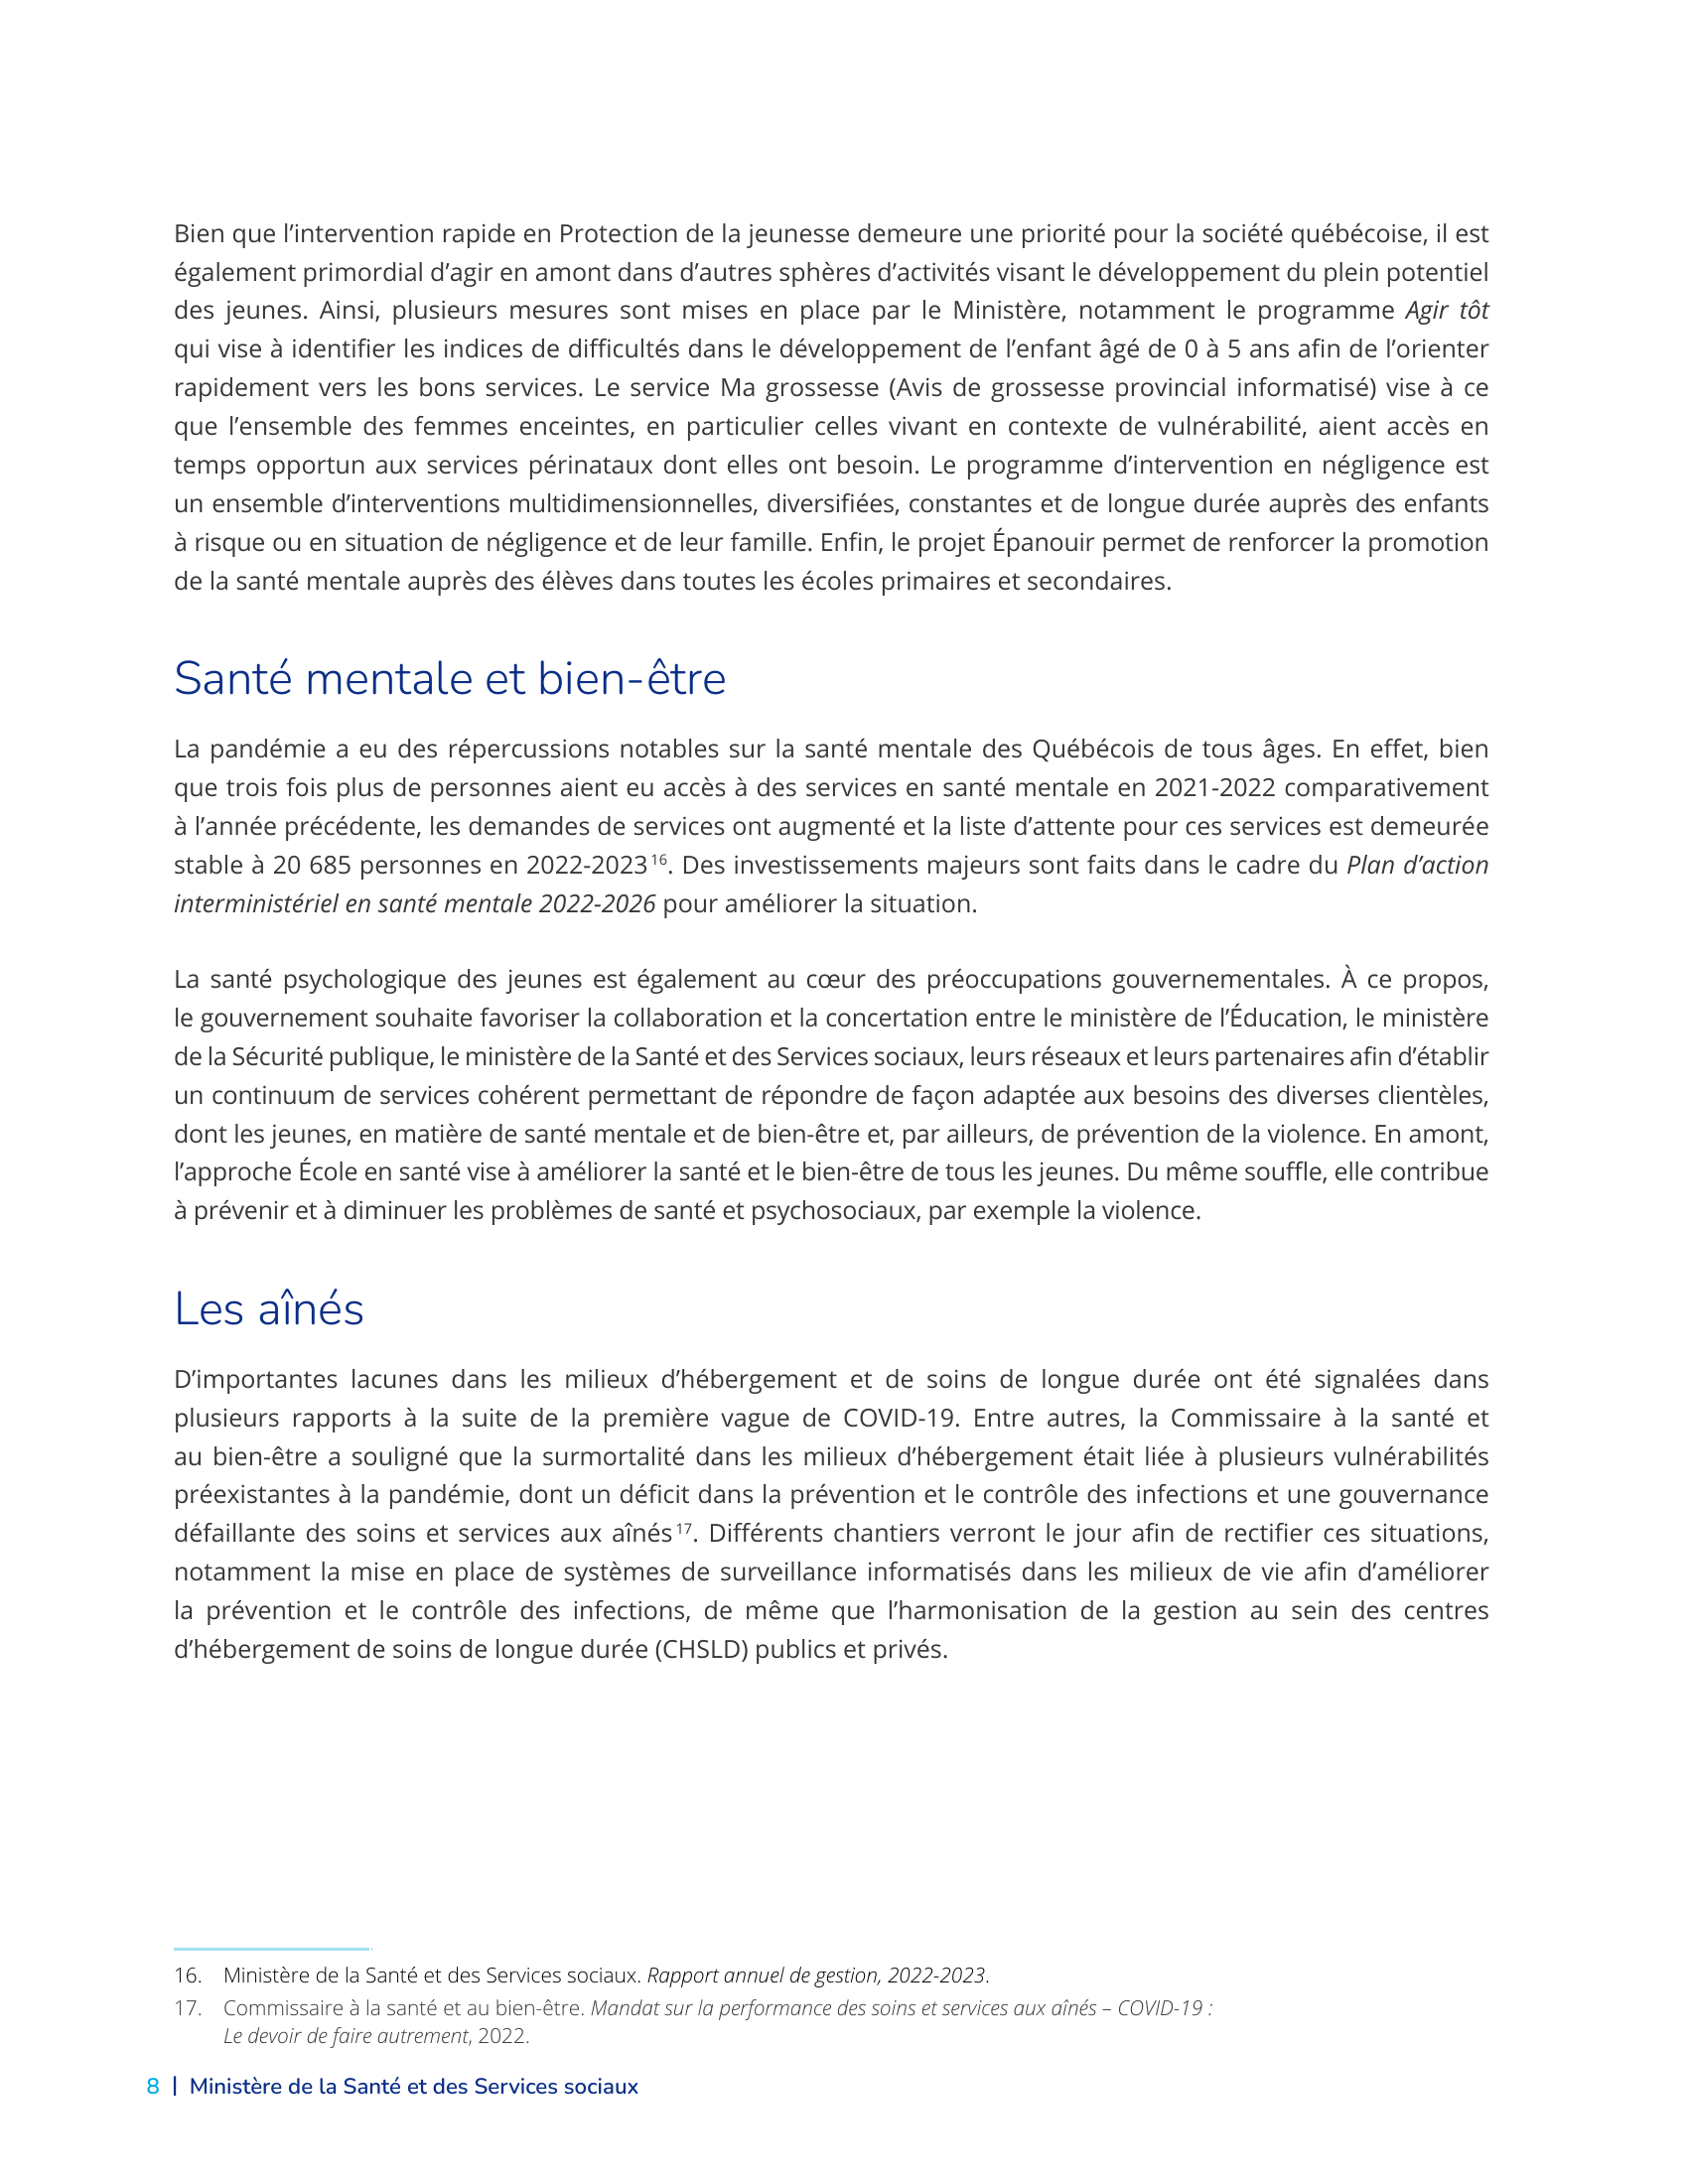 Bien que l’intervention rapide en Protection de la jeunesse demeure une priorité pour la société québécoise, il est
également primordial d’agir en amont dans d’autres sphères d’activités visant le développement du plein potentiel
des jeunes. Ainsi, plusieurs mesures sont mises en place par le Ministère, notamment le programme Agir tôt
qui vise à identifier les indices de difficultés dans le développement de l’enfant âgé de 0 à 5 ans afin de l’orienter
rapidement vers les bons services. Le service Ma grossesse (Avis de grossesse provincial informatisé) vise à ce
que l’ensemble des femmes enceintes, en particulier celles vivant en contexte de vulnérabilité, aient accès en
temps opportun aux services périnataux dont elles ont besoin. Le programme d’intervention en négligence est
un ensemble d’interventions multidimensionnelles, diversifiées, constantes et de longue durée auprès des enfants
à risque ou en situation de négligence et de leur famille. Enfin, le projet Épanouir permet de renforcer la promotion
de la santé mentale auprès des élèves dans toutes les écoles primaires et secondaires.
Santé mentale et bien-être
La pandémie a eu des répercussions notables sur la santé mentale des Québécois de tous âges. En effet, bien
que trois fois plus de personnes aient eu accès à des services en santé mentale en 2021-2022 comparativement
à l’année précédente, les demandes de services ont augmenté et la liste d’attente pour ces services est demeurée
stable à 20 685 personnes en 2022-2023 16. Des investissements majeurs sont faits dans le cadre du Plan d’action
interministériel en santé mentale 2022-2026 pour améliorer la situation.
La santé psychologique des jeunes est également au cœur des préoccupations gouvernementales. À ce propos,
le gouvernement souhaite favoriser la collaboration et la concertation entre le ministère de l’Éducation, le ministère
de la Sécurité publique, le ministère de la Santé et des Services sociaux, leurs réseaux et leurs partenaires afin d’établir
un continuum de services cohérent permettant de répondre de façon adaptée aux besoins des diverses clientèles,
dont les jeunes, en matière de santé mentale et de bien-être et, par ailleurs, de prévention de la violence. En amont,
l’approche École en santé vise à améliorer la santé et le bien-être de tous les jeunes. Du même souffle, elle contribue
à prévenir et à diminuer les problèmes de santé et psychosociaux, par exemple la violence.
Les aînés
D’importantes lacunes dans les milieux d’hébergement et de soins de longue durée ont été signalées dans
plusieurs rapports à la suite de la première vague de COVID-19. Entre autres, la Commissaire à la santé et
au bien-être a souligné que la surmortalité dans les milieux d’hébergement était liée à plusieurs vulnérabilités
préexistantes à la pandémie, dont un déficit dans la prévention et le contrôle des infections et une gouvernance
défaillante des soins et services aux aînés 17. Différents chantiers verront le jour afin de rectifier ces situations,
notamment la mise en place de systèmes de surveillance informatisés dans les milieux de vie afin d’améliorer
la prévention et le contrôle des infections, de même que l’harmonisation de la gestion au sein des centres
d’hébergement de soins de longue durée (CHSLD) publics et privés.
16. Ministère de la Santé et des Services sociaux. Rapport annuel de gestion, 2022-2023.
17. Commissaire à la santé et au bien-être. Mandat sur la performance des soins et services aux aînés – COVID-19 :
Le devoir de faire autrement, 2022.
8 | Ministère de la Santé et des Services sociaux